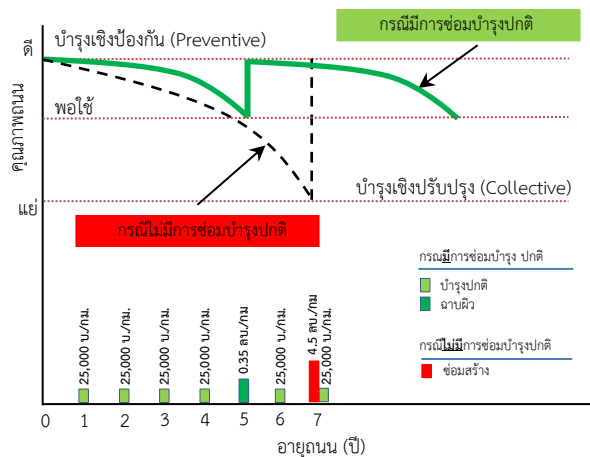 กรณีมีการซ่อมบำรุงปกติ
ดี
บำรุงเชิงป้องกัน (Preventive)
พอใช้
คุณภาพถนน
บำรุงเชิงปรับปรุง (Collective)
แย่
กรณีไม่มีการซ่อมบำรุงปกติ
กรณีมีการซ่อมบำรุง ปกติ
บำรุงปกติ
ฉาบผิว
กรณีไม่มีการซ่อมบำรุงปกติ
ซ่อมสร้าง
25,000 บ./กม.
25,000 บ./กม.
25,000 บ./กม.
25,000 บ./กม.
0.35 ลบ./กม
25,000 บ./กม.
4.5 ลบ./กม.
25,000 บ./กม.
0 1 2 3 4 5 6 7
อายุถนน (ปี)